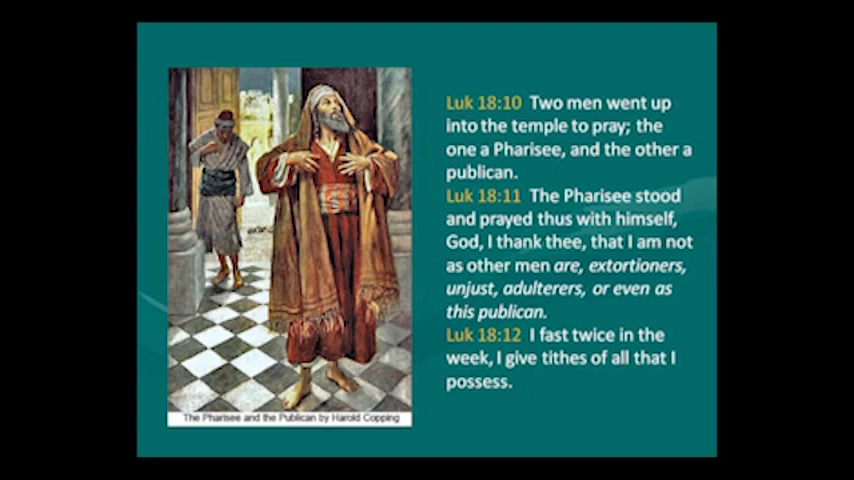 Luk 18:10 Two men went up
into the temple to pray; the
one a Pharisee, and the other a
publican.
Luk 18:11 The Pharisee stood
and prayed thus with himself,
God, I thank thee, that I am not
as other men are, extortioners,
unjust, adulterers, or even as
this publican.
Luk 18:12 I fast twice in the
week, I give tithes of all that I
possess.
The Pharisee and the Publican by Harold Copping